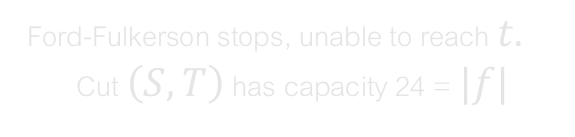 Ford-Fulkerson stops, unable to reach t.
Cut (S, T) has capacity 24 = |f|